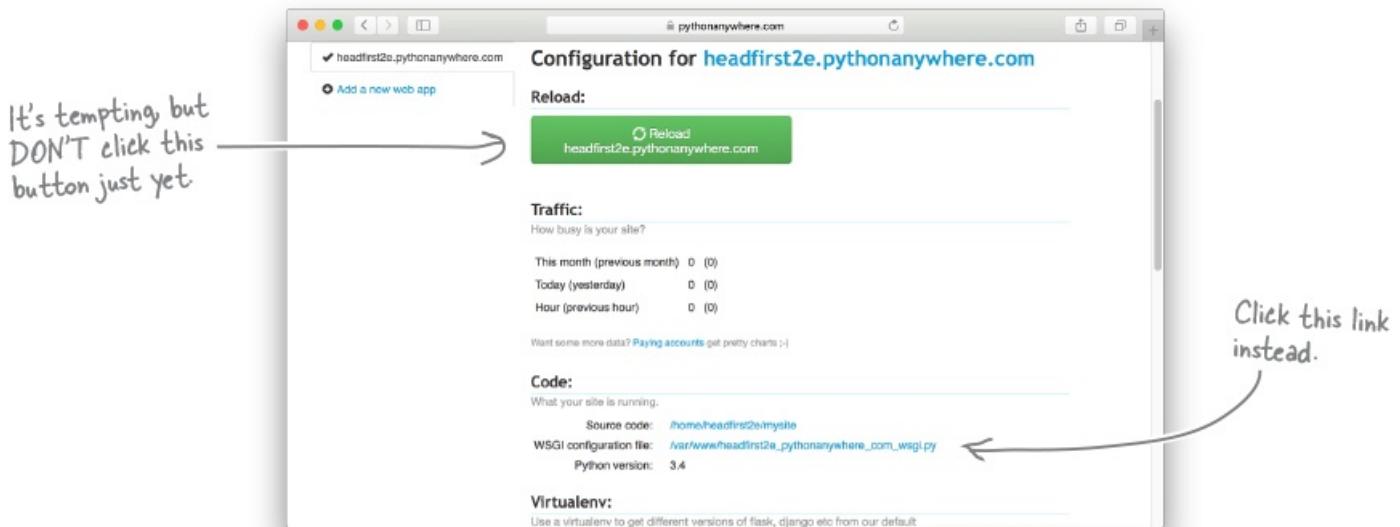 pythonanywhere.com
headfirst2e.pythonanywhere.com
Add a new web app
Configuration for headfirst2e.pythonanywhere.com
Reload:
It's tempting, but
DON'T click this
button just yet.
Reload
headfirst2e.pythonanywhere.com
Traffic:
How busy is your site?
This month (previous month) 0 (0)
Today (yesterday) 0 (0)
Hour (previous hour) 0 (0)
Want some more data? Paying accounts get pretty charts ;-)
Click this link
instead.
Code:
What your site is running.
Source code: /home/headfirst2e/mysite
WSGI configuration file: /var/www/headfirst2e_pythonanywhere_com_wsgi.py
Python version: 3.4
Virtualenv:
Use a virtualenv to get different versions of flask, django etc from our default